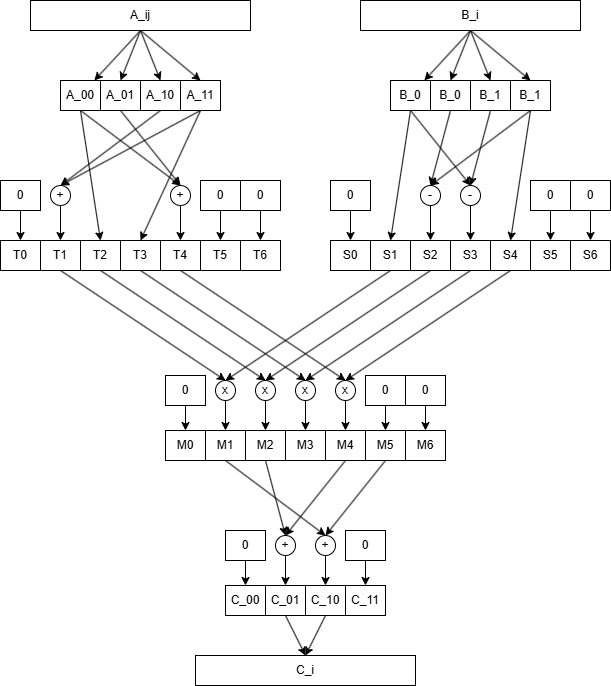 A_ij B_i
A_00 A_01 A_10 A_11 B_0 B_0 B_1 B_1
0 + + 0 0 0 - - 0 0
T0 T1 T2 T3 T4 T5 T6 S0 S1 S2 S3 S4 S5 S6
0 X X X X 0 0
M0 M1 M2 M3 M4 M5 M6
0 + + 0
C_00 C_01 C_10 C_11
C_i